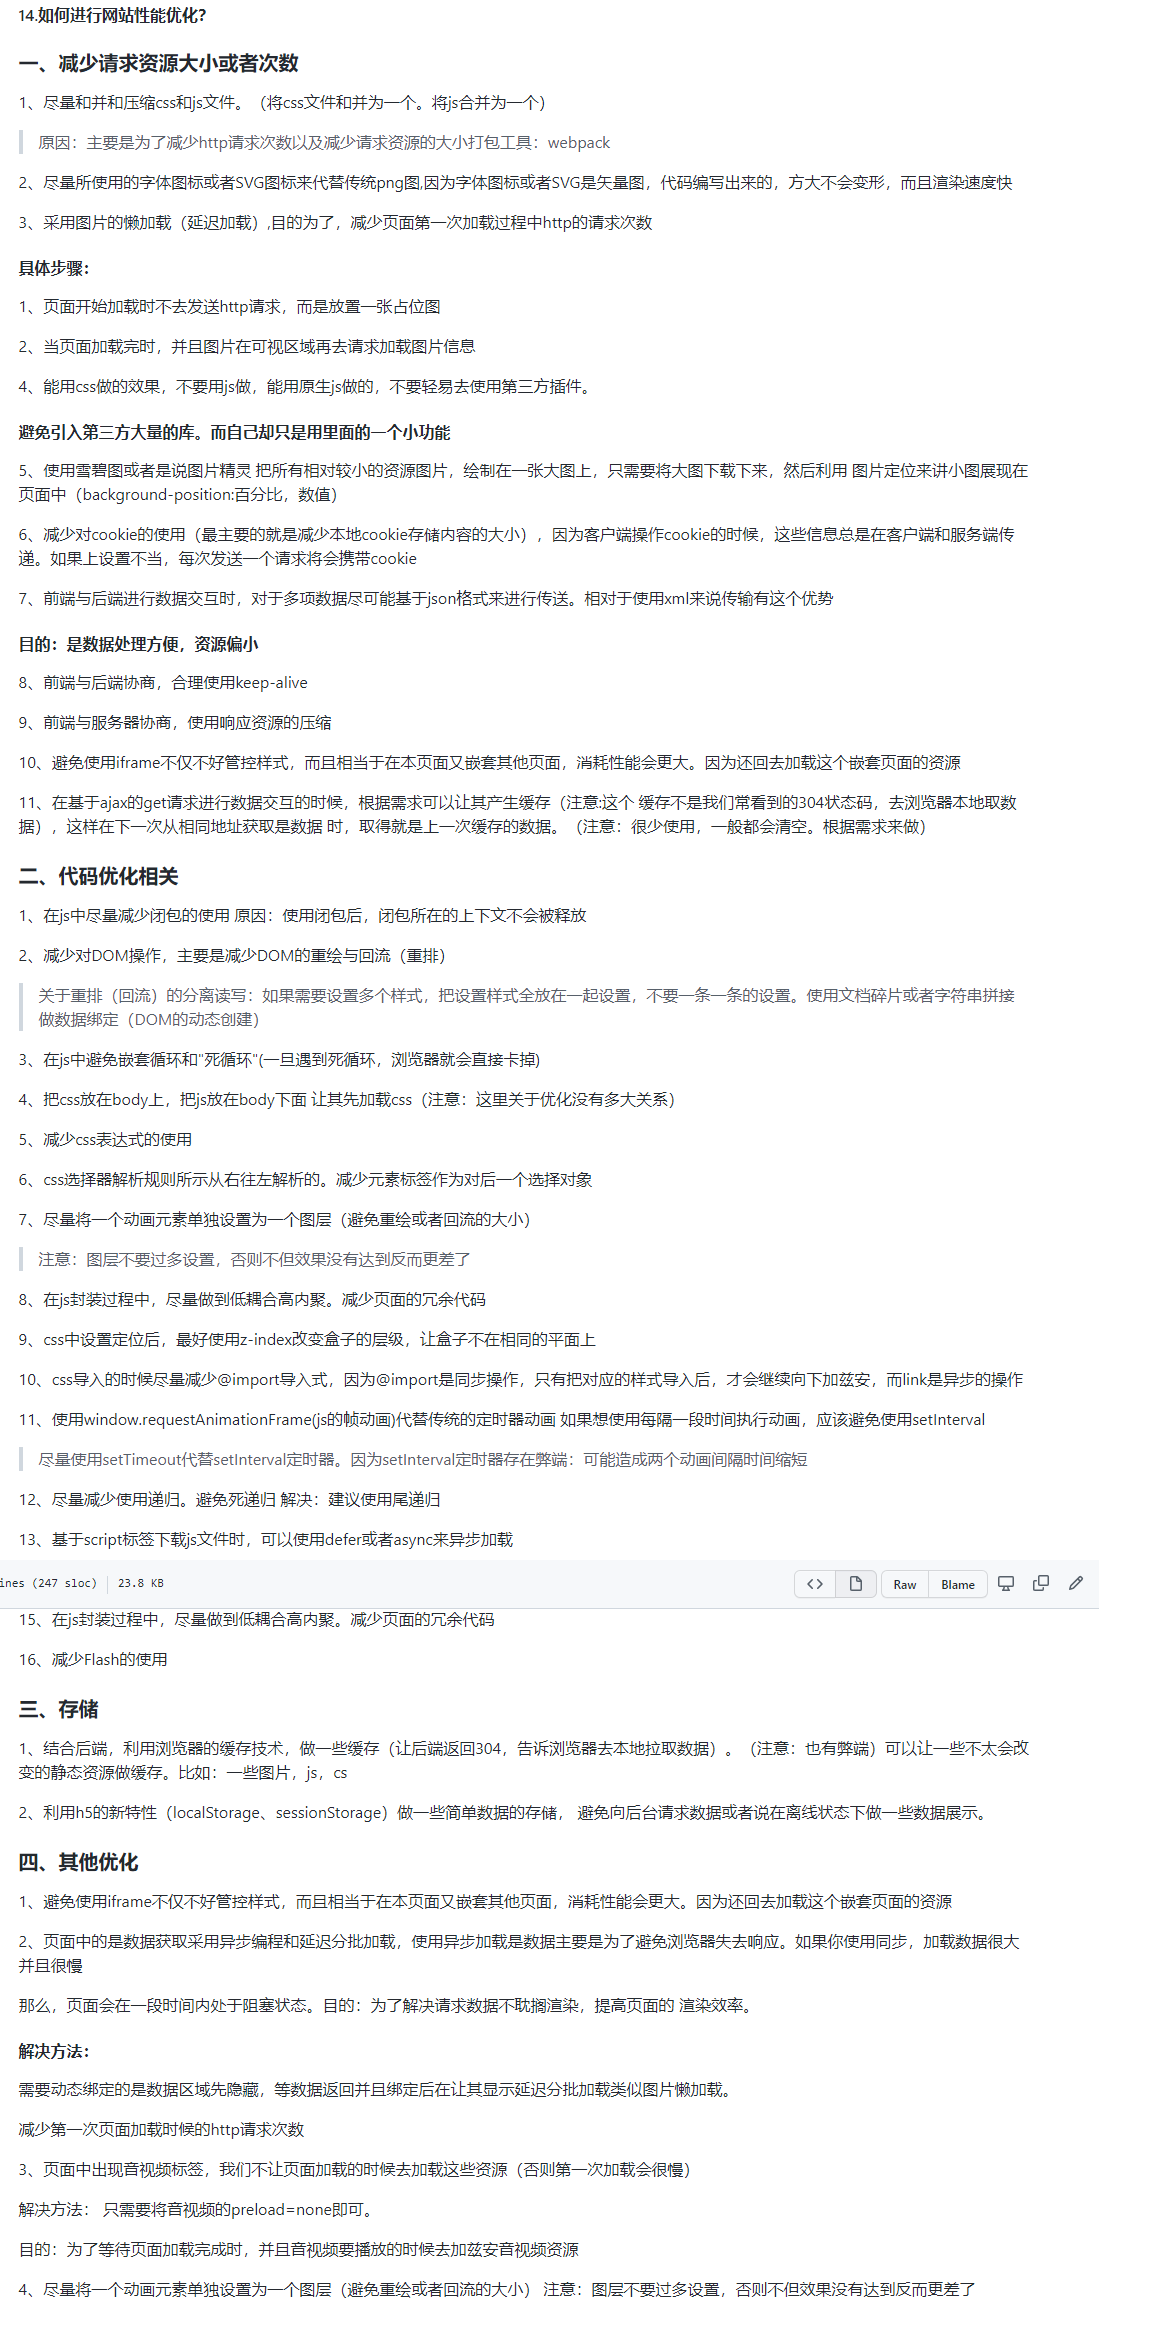 14.如何进行网站性能优化?
一、减少请求资源大小或者次数
1、尽量和并和压缩css和js文件。（将css文件和并为一个。将js合并为一个）
原因：主要是为了减少http请求次数以及减少请求资源的大小打包工具：webpack
2、尽量所使用的字体图标或者SVG图标来代替传统png图,因为字体图标或者SVG是矢量图，代码编写出来的，方大不会变形，而且渲染速度快
3、采用图片的懒加载（延迟加载）,目的为了，减少页面第一次加载过程中http的请求次数
具体步骤：
1、页面开始加载时不去发送http请求，而是放置一张占位图
2、当页面加载完时，并且图片在可视区域再去请求加载图片信息
4、能用css做的效果，不要用js做，能用原生js做的，不要轻易去使用第三方插件。
避免引入第三方大量的库。而自己却只是用里面的一个小功能
5、使用雪碧图或者是说图片精灵 把所有相对较小的资源图片，绘制在一张大图上，只需要将大图下载下来，然后利用 图片定位来讲小图展现在
页面中（background-position:百分比，数值）
6、减少对cookie的使用（最主要的就是减少本地cookie存储内容的大小），因为客户端操作cookie的时候，这些信息总是在客户端和服务端传
递。如果上设置不当，每次发送一个请求将会携带cookie
7、前端与后端进行数据交互时，对于多项数据尽可能基于json格式来进行传送。相对于使用xml来说传输有这个优势
目的：是数据处理方便，资源偏小
8、前端与后端协商，合理使用keep-alive
9、前端与服务器协商，使用响应资源的压缩
10、避免使用iframe不仅不好管控样式，而且相当于在本页面又嵌套其他页面，消耗性能会更大。因为还回去加载这个嵌套页面的资源
11、在基于ajax的get请求进行数据交互的时候，根据需求可以让其产生缓存（注意:这个 缓存不是我们常看到的304状态码，去浏览器本地取数
据），这样在下一次从相同地址获取是数据 时，取得就是上一次缓存的数据。（注意：很少使用，一般都会清空。根据需求来做）
二、代码优化相关
1、在js中尽量减少闭包的使用 原因：使用闭包后，闭包所在的上下文不会被释放
2、减少对DOM操作，主要是减少DOM的重绘与回流（重排）
关于重排（回流）的分离读写：如果需要设置多个样式，把设置样式全放在一起设置，不要一条一条的设置。使用文档碎片或者字符串拼接
做数据绑定（DOM的动态创建）
3、在js中避免嵌套循环和"死循环"(一旦遇到死循环，浏览器就会直接卡掉)
4、把css放在body上，把js放在body下面 让其先加载css（注意：这里关于优化没有多大关系）
5、减少css表达式的使用
6、css选择器解析规则所示从右往左解析的。减少元素标签作为对后一个选择对象
7、尽量将一个动画元素单独设置为一个图层（避免重绘或者回流的大小）
注意：图层不要过多设置，否则不但效果没有达到反而更差了
8、在js封装过程中，尽量做到低耦合高内聚。减少页面的冗余代码
9、css中设置定位后，最好使用z-index改变盒子的层级，让盒子不在相同的平面上
10、css导入的时候尽量减少@import导入式，因为@import是同步操作，只有把对应的样式导入后，才会继续向下加兹安，而link是异步的操作
11、使用window.requestAnimationFrame(js的帧动画)代替传统的定时器动画 如果想使用每隔一段时间执行动画，应该避免使用setInterval
尽量使用setTimeout代替setInterval定时器。因为setInterval定时器存在弊端：可能造成两个动画间隔时间缩短
12、尽量减少使用递归。避免死递归 解决：建议使用尾递归
13、基于script标签下载js文件时，可以使用defer或者async来异步加载
ines (247 sloc) 23.8 KB Raw Blame
15、在js封装过程中，尽量做到低耦合高内聚。减少页面的冗余代码
16、减少Flash的使用
三、存储
1、结合后端，利用浏览器的缓存技术，做一些缓存（让后端返回304，告诉浏览器去本地拉取数据）。（注意：也有弊端）可以让一些不太会改
变的静态资源做缓存。比如：一些图片，js，cs
2、利用h5的新特性（localStorage、sessionStorage）做一些简单数据的存储， 避免向后台请求数据或者说在离线状态下做一些数据展示。
四、其他优化
1、避免使用iframe不仅不好管控样式，而且相当于在本页面又嵌套其他页面，消耗性能会更大。因为还回去加载这个嵌套页面的资源
2、页面中的是数据获取采用异步编程和延迟分批加载，使用异步加载是数据主要是为了避免浏览器失去响应。如果你使用同步，加载数据很大
并且很慢
那么，页面会在一段时间内处于阻塞状态。目的：为了解决请求数据不耽搁渲染，提高页面的 渲染效率。
解决方法：
需要动态绑定的是数据区域先隐藏，等数据返回并且绑定后在让其显示延迟分批加载类似图片懒加载。
减少第一次页面加载时候的http请求次数
3、页面中出现音视频标签，我们不让页面加载的时候去加载这些资源（否则第一次加载会很慢）
解决方法： 只需要将音视频的preload=none即可。
目的：为了等待页面加载完成时，并且音视频要播放的时候去加兹安音视频资源
4、尽量将一个动画元素单独设置为一个图层（避免重绘或者回流的大小） 注意：图层不要过多设置，否则不但效果没有达到反而更差了